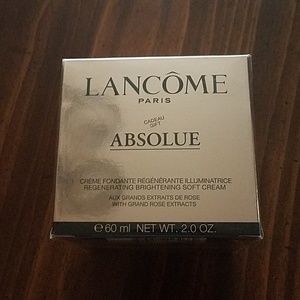 LANCÔME
PARIS
CADEAU
GIFT
ABSOLUE
CRÈME FONDANTE RÉGÉNÉRANTE ILLUMINATRICE
REGENERATING BRIGHTENING SOFT CREAM
AUX GRANDS EXTRAITS DE ROSE
WITH GRAND ROSE EXTRACTS
e 60 ml NET WT. 2.0 OZ.